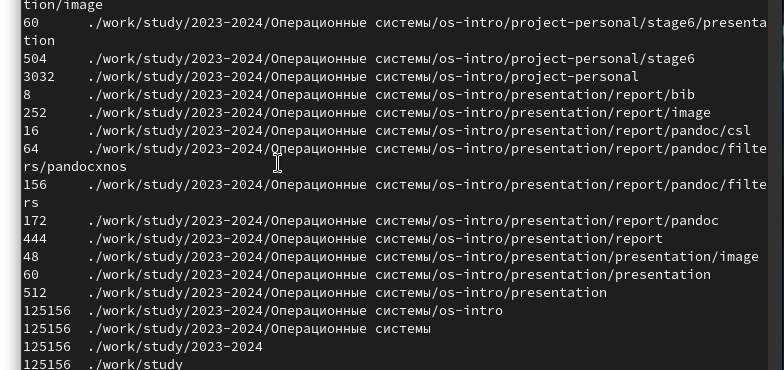 tion/image
60      ./work/study/2023-2024/Операционные системы/os-intro/project-personal/stage6/presenta
tion
504     ./work/study/2023-2024/Операционные системы/os-intro/project-personal/stage6
3032    ./work/study/2023-2024/Операционные системы/os-intro/project-personal
8       ./work/study/2023-2024/Операционные системы/os-intro/presentation/report/bib
252     ./work/study/2023-2024/Операционные системы/os-intro/presentation/report/image
16      ./work/study/2023-2024/Операционные системы/os-intro/presentation/report/pandoc/csl
64      ./work/study/2023-2024/Операционные системы/os-intro/presentation/report/pandoc/filte
rs/pandocxnos
156     ./work/study/2023-2024/Операционные системы/os-intro/presentation/report/pandoc/filte
rs
172     ./work/study/2023-2024/Операционные системы/os-intro/presentation/report/pandoc
444     ./work/study/2023-2024/Операционные системы/os-intro/presentation/report
48      ./work/study/2023-2024/Операционные системы/os-intro/presentation/presentation/image
60      ./work/study/2023-2024/Операционные системы/os-intro/presentation/presentation
512     ./work/study/2023-2024/Операционные системы/os-intro/presentation
125156  ./work/study/2023-2024/Операционные системы/os-intro
125156  ./work/study/2023-2024/Операционные системы
125156  ./work/study/2023-2024
125156  ./work/study